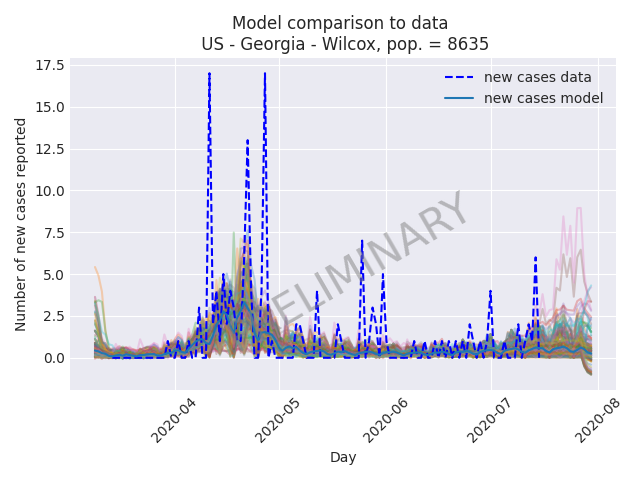 Model comparison to data
US - Georgia - Wilcox, pop. = 8635
new cases data
new cases model
ELIMINARY
Number of new cases reported
17.5
15.0
12.5
10.0
7.5
5.0
2.5
0.0
2020-04
2020-05
2020-06
2020-07
2020-08
Day